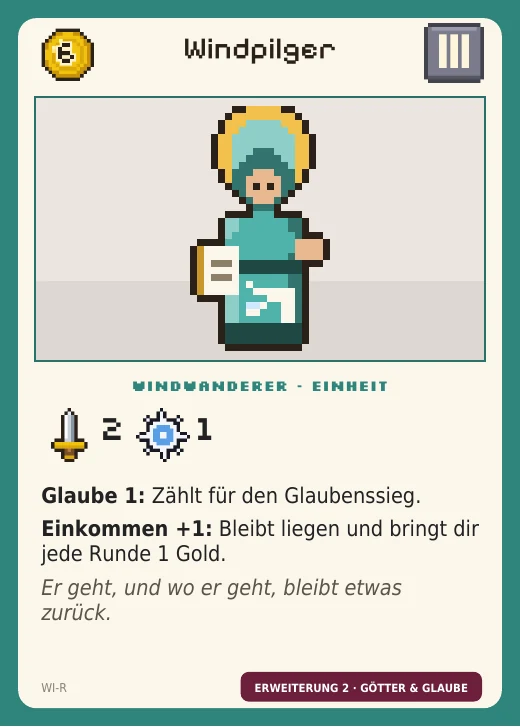 6
Windpilger
III
WINDWANDERER · EINHEIT
2 1
Glaube 1: Zählt für den Glaubenssieg.
Einkommen +1: Bleibt liegen und bringt dir
jede Runde 1 Gold.
Er geht, und wo er geht, bleibt etwas
zurück.
WI-R
ERWEITERUNG 2 · GÖTTER & GLAUBE